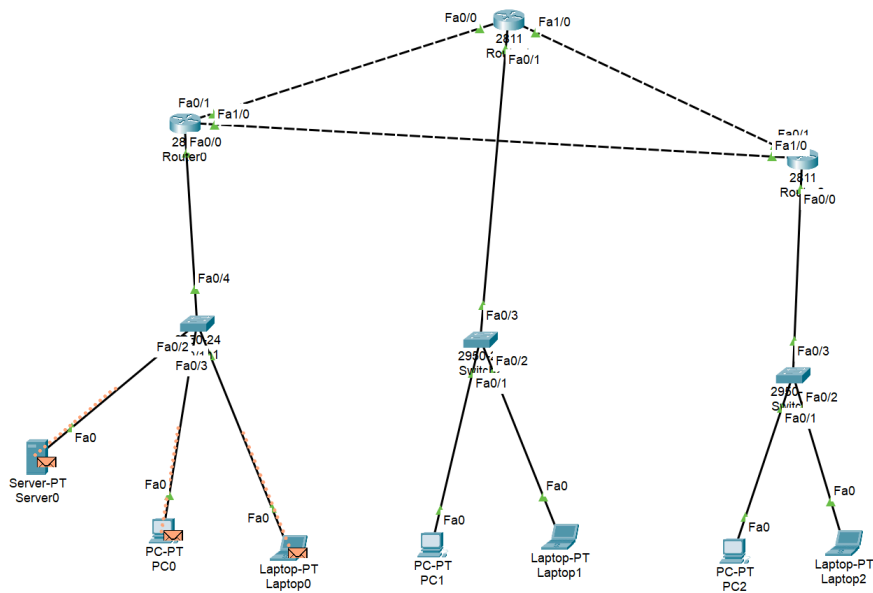 Fa0/0
Fa1/0
2811
Fa0/1
Fa0/1
Fa1/0
Fa0/0
Router0
Fa1/0
2811
Fa0/0
Fa0/4
Fa0/2
Fa0/3
Fa0/3
Fa0/2
Fa0/1
Fa0/3
Fa0/2
Fa0/1
Fa0
Server-PT
Server0
Fa0
PC-PT
PC0
Fa0
Laptop-PT
Laptop0
Fa0
PC-PT
PC1
Fa0
Laptop-PT
Laptop1
Fa0
PC-PT
PC2
Fa0
Laptop-PT
Laptop2